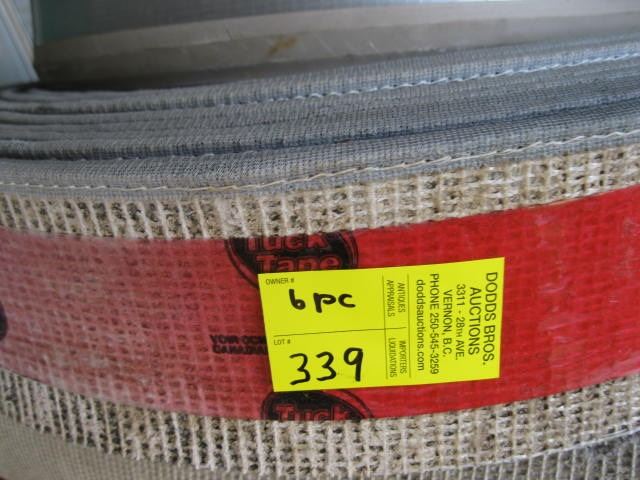 Tuck
Tape
OWNER #
6 pc
LOT #
339
ANTIQUES
APPRAISALS
IMPORTERS
LIQUIDATIONS
DODDS BROS.
AUCTIONS
3311 - 28TH AVE.
VERNON, B.C.
PHONE 250-545-3259
doddsauctions.com
Tuck
Tape